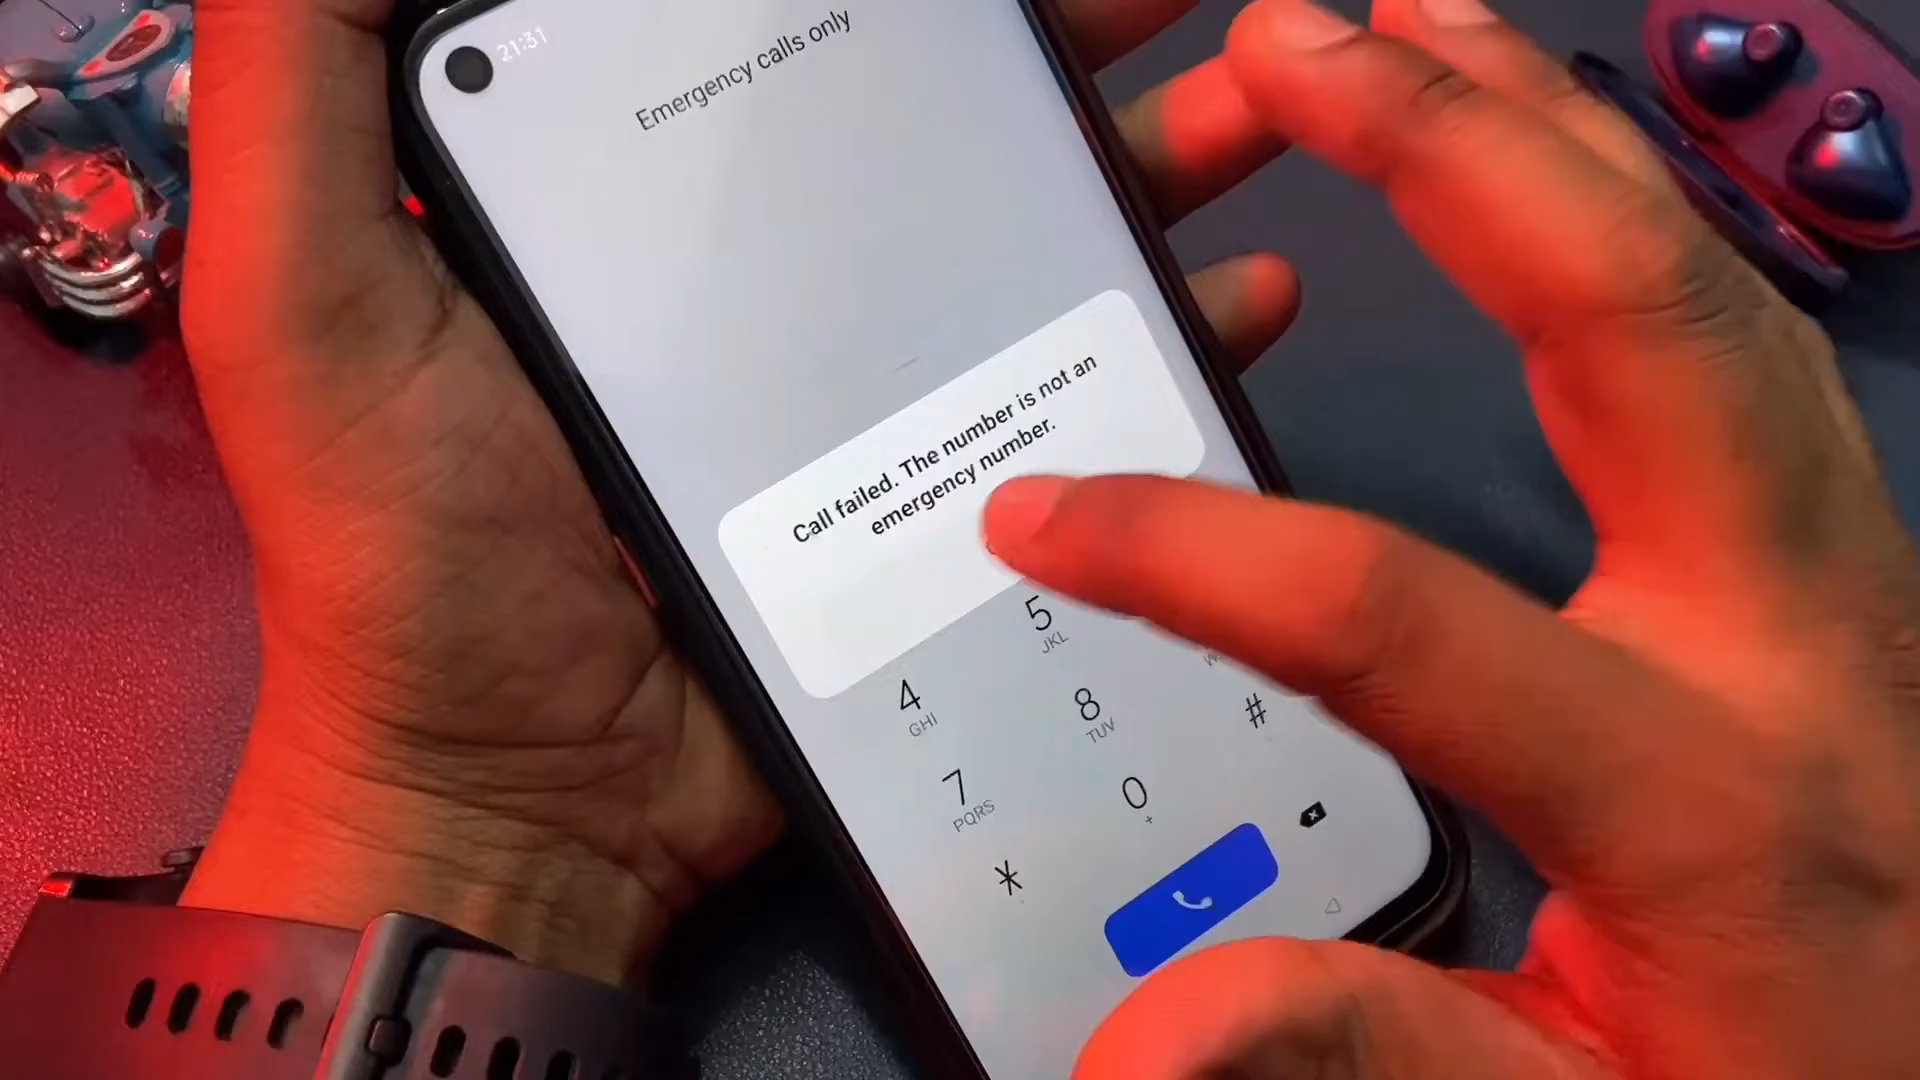 21:31
Emergency calls only
Call failed. The number is not an
emergency number.
5
JKL
4
GHI
8
TUV
#
7
PQRS
0
+
*